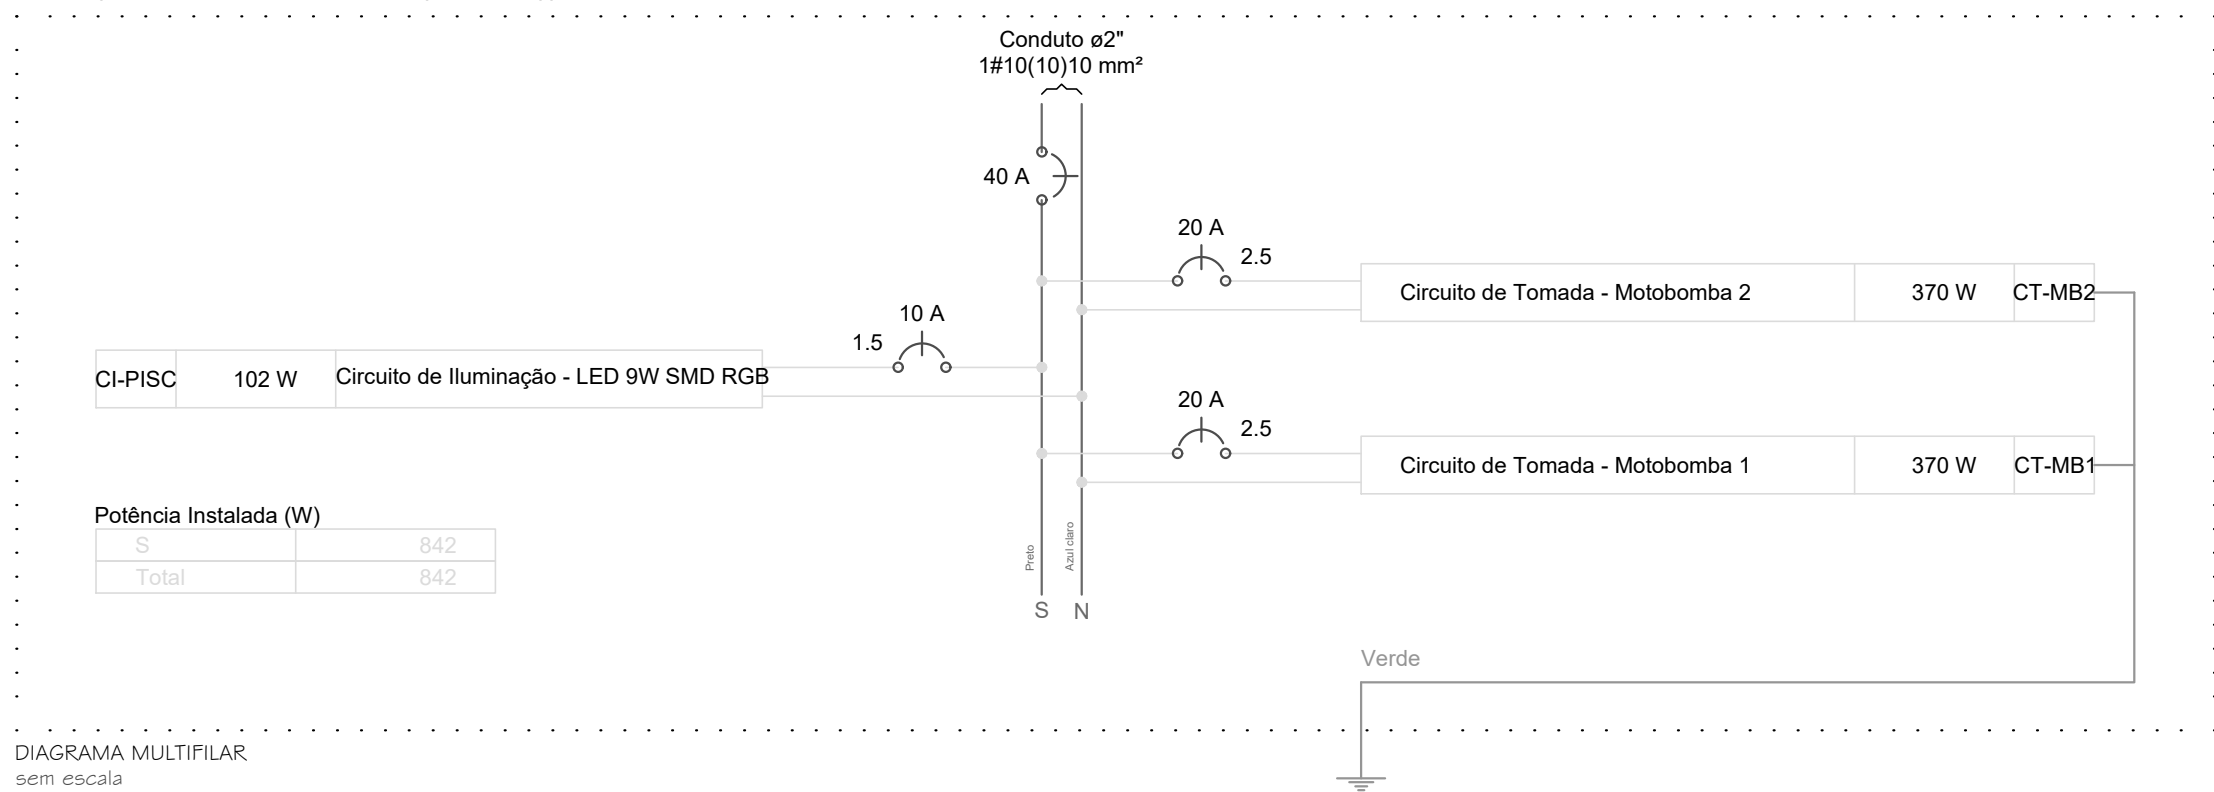 Conduto ø2"
1#10(10)10 mm²
40 A
20 A
2.5
Circuito de Tomada - Motobomba 2 370 W CT-MB2
10 A
1.5
CI-PISC 102 W Circuito de Iluminação - LED 9W SMD RGB
20 A
2.5
Circuito de Tomada - Motobomba 1 370 W CT-MB1
Potência Instalada (W)
S 842
Total 842
Preto
Azul claro
S N
Verde
DIAGRAMA MULTIFILAR
sem escala